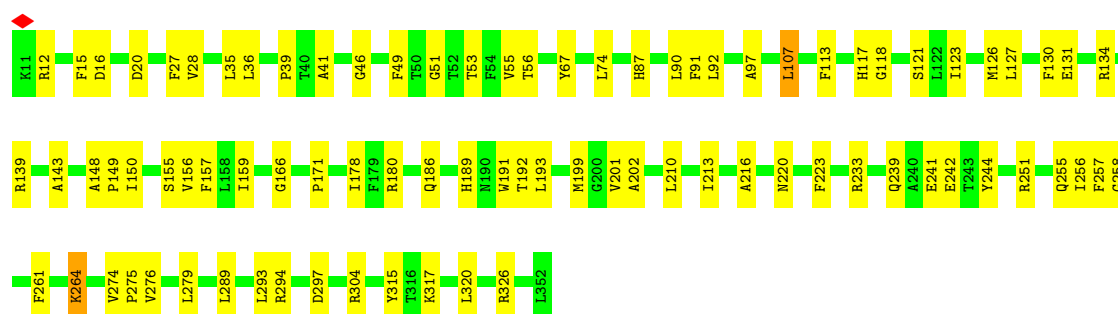 K11 R12 F15 D16 D20 F27 V28 L35 L36 P39 T40 A41 G46 F49 T50 G51 T52 T53 F54 V55 T56 Y67 L74 H87 L90 F91 L92 A97 L107 F113 H117 G118 S121 L122 I123 M126 L127 F130 E131 R134
R139 A143 A148 P149 I150 S155 V156 F157 L158 I159 G166 P171 I178 F179 R180 Q186 H189 N190 W191 T192 L193 M199 G200 V201 A202 L210 I213 A216 N220 F223 R233 Q239 A240 E241 E242 T243 Y244 R251 Q255 I256 F257
F261 K264 V274 P275 V276 L279 L289 L293 R294 D297 R304 Y315 T316 K317 L320 R326 L352